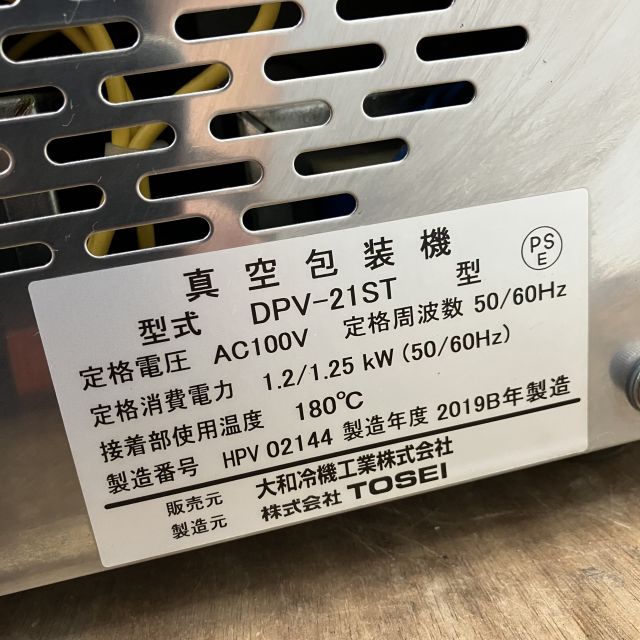 真空包装機
PS
E
型式 DPV-21ST 型
定格電圧 AC100V 定格周波数 50/60Hz
定格消費電力 1.2/1.25 kW (50/60Hz)
接着部使用温度 180℃
製造番号 HPV 02144 製造年度 2019B年製造
販売元 大和冷機工業株式会社
製造元 株式会社 TOSEI